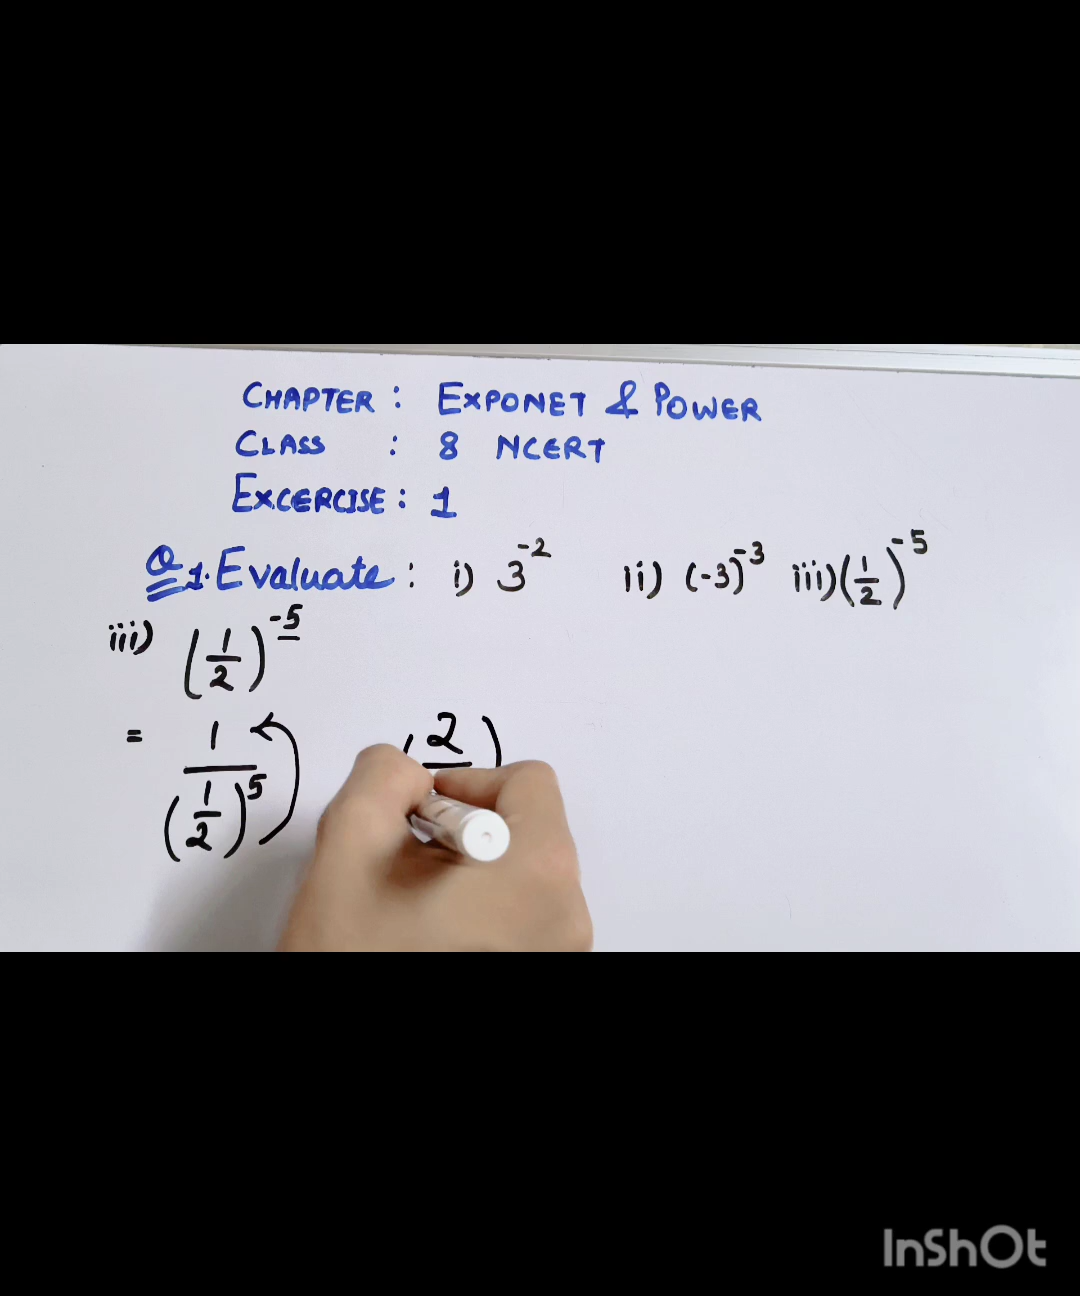 CHAPTER : EXPONET & POWER
CLASS : 8 NCERT
EXCERCISE : 1
Q1. Evaluate : i) 3^-2 ii) (-3)^-3 iii) (1/2)^-5
iii) (1/2)^-5
= 1/(1/2)^5 (2
InShOt